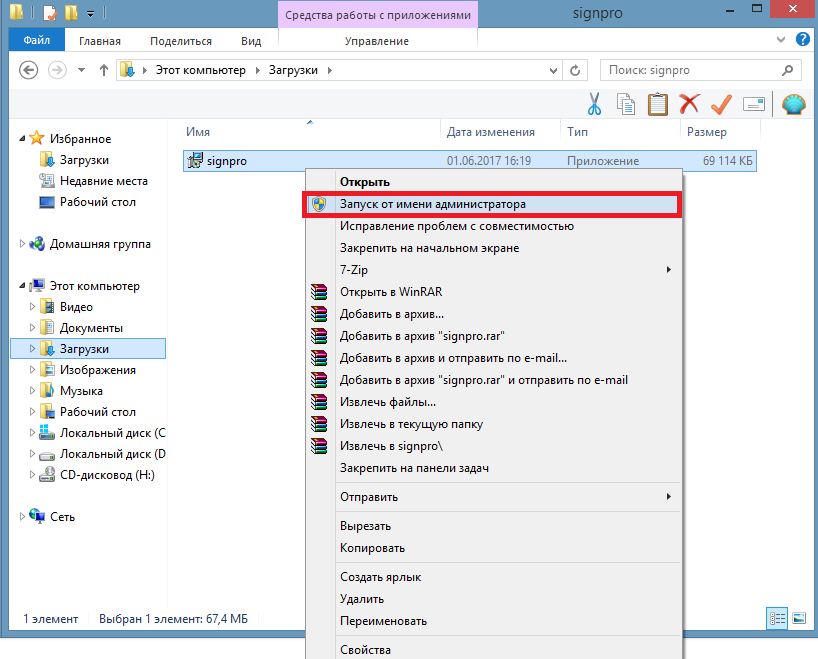 Средства работы с приложениями
signpro
Файл
Главная
Поделиться
Вид
Управление
Этот компьютер
Загрузки
Поиск: signpro
Избранное
Загрузки
Недавние места
Рабочий стол
Домашняя группа
Этот компьютер
Видео
Документы
Загрузки
Изображения
Музыка
Рабочий стол
Локальный диск (C
Локальный диск (D
CD-дисковод (H:)
Сеть
Имя
Дата изменения
Тип
Размер
signpro
01.06.2017 16:19
Приложение
69 114 КБ
Открыть
Запуск от имени администратора
Исправление проблем с совместимостью
Закрепить на начальном экране
7-Zip
Открыть в WinRAR
Добавить в архив...
Добавить в архив "signpro.rar"
Добавить в архив и отправить по e-mail...
Добавить в архив "signpro.rar" и отправить по e-mail
Извлечь файлы...
Извлечь в текущую папку
Извлечь в signpro\
Закрепить на панели задач
Отправить
Вырезать
Копировать
Создать ярлык
Удалить
Переименовать
Свойства
1 элемент
Выбран 1 элемент: 67,4 МБ